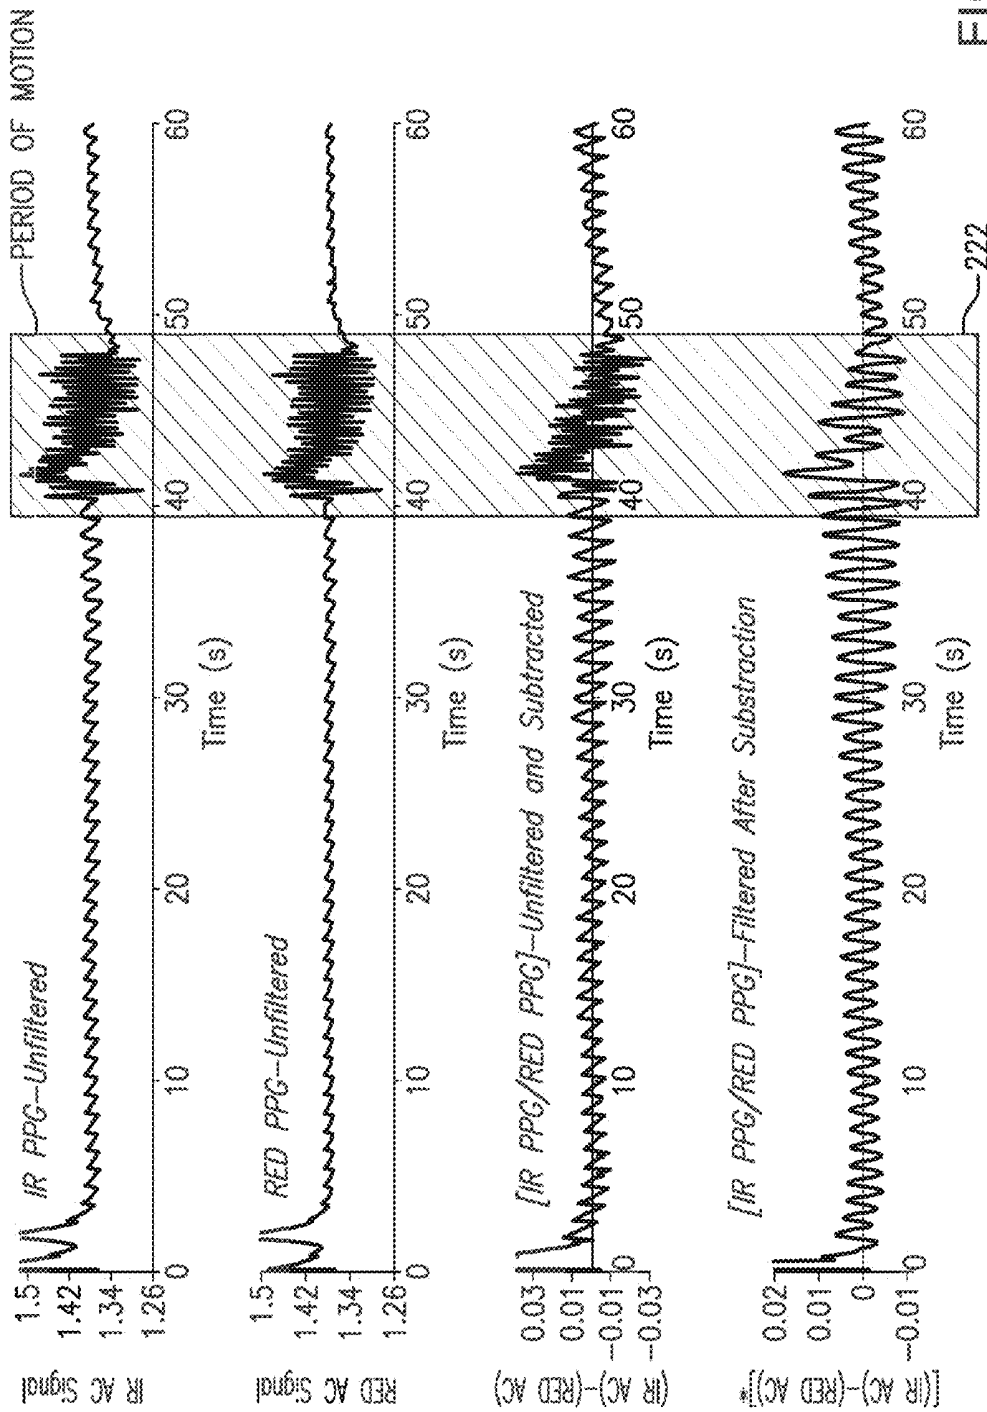 PERIOD OF MOTION
IR PPG–Unfiltered
IR AC Signal
1.5
1.42
1.34
1.26
0 10 20 30 40 50 60
Time (s)
RED PPG–Unfiltered
RED AC Signal
1.5
1.42
1.34
1.26
0 10 20 30 40 50 60
Time (s)
[IR PPG/RED PPG]–Unfiltered and Subtracted
(IR AC)–(RED AC)
0.03
0.01
–0.01
–0.03
0 10 20 30 40 50 60
Time (s)
[IR PPG/RED PPG]–Filtered After Substraction
[(IR AC)–(RED AC)]*
0.02
0.01
0
–0.01
0 10 20 30 40 50 60
Time (s)
222